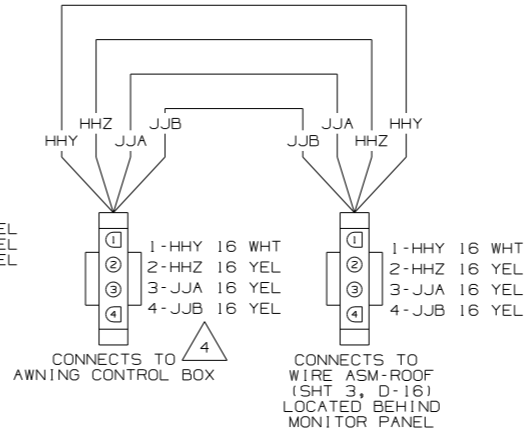 HHY
HHZ
JJA
JJB
JJB
JJA
HHZ
HHY
EL
EL
EL
1
2
3
4
1-HHY 16 WHT
2-HHZ 16 YEL
3-JJA 16 YEL
4-JJB 16 YEL
CONNECTS TO
AWNING CONTROL BOX
4
1
2
3
4
1-HHY 16 WHT
2-HHZ 16 YEL
3-JJA 16 YEL
4-JJB 16 YEL
CONNECTS TO
WIRE ASM-ROOF
(SHT 3, D-16)
LOCATED BEHIND
MONITOR PANEL